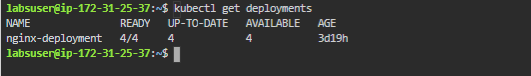 labsuser@ip-172-31-25-37:~$ kubectl get deployments
NAME READY UP-TO-DATE AVAILABLE AGE
nginx-deployment 4/4 4 4 3d19h
labsuser@ip-172-31-25-37:~$